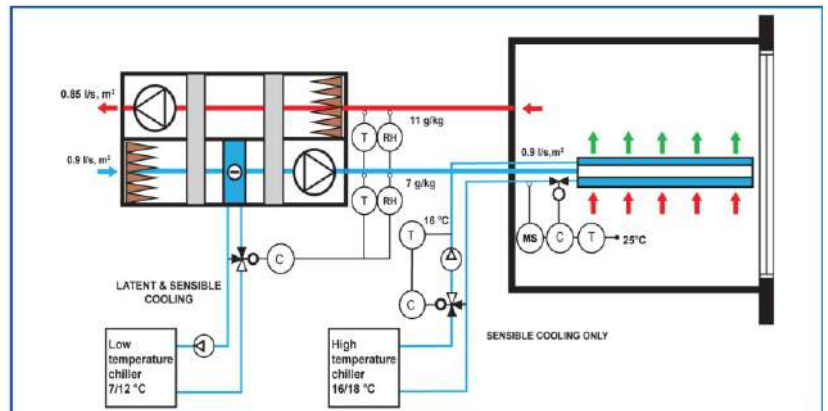 0.85 l/s, m²
0.9 l/s, m²
11 g/kg
T
RH
7 g/kg
T
RH
0.9 l/s,m²
16 °C
T
MS
C
T
25°C
C
C
LATENT & SENSIBLE
COOLING
SENSIBLE COOLING ONLY
Low
temperature
chiller
7/12 °C
High
temperature
chiller
16/18 °C